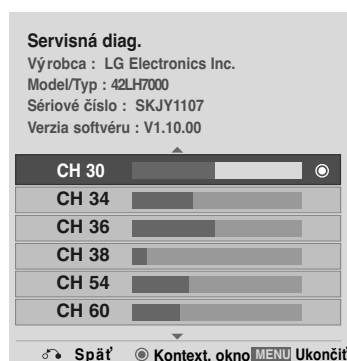 Servisná diag.
Výrobca : LG Electronics Inc.
Model/Typ : 42LH7000
Sériové číslo : SKJY1107
Verzia softvéru : V1.10.00
CH 30
CH 34
CH 36
CH 38
CH 54
CH 60
Späť Kontext. okno MENU Ukončiť